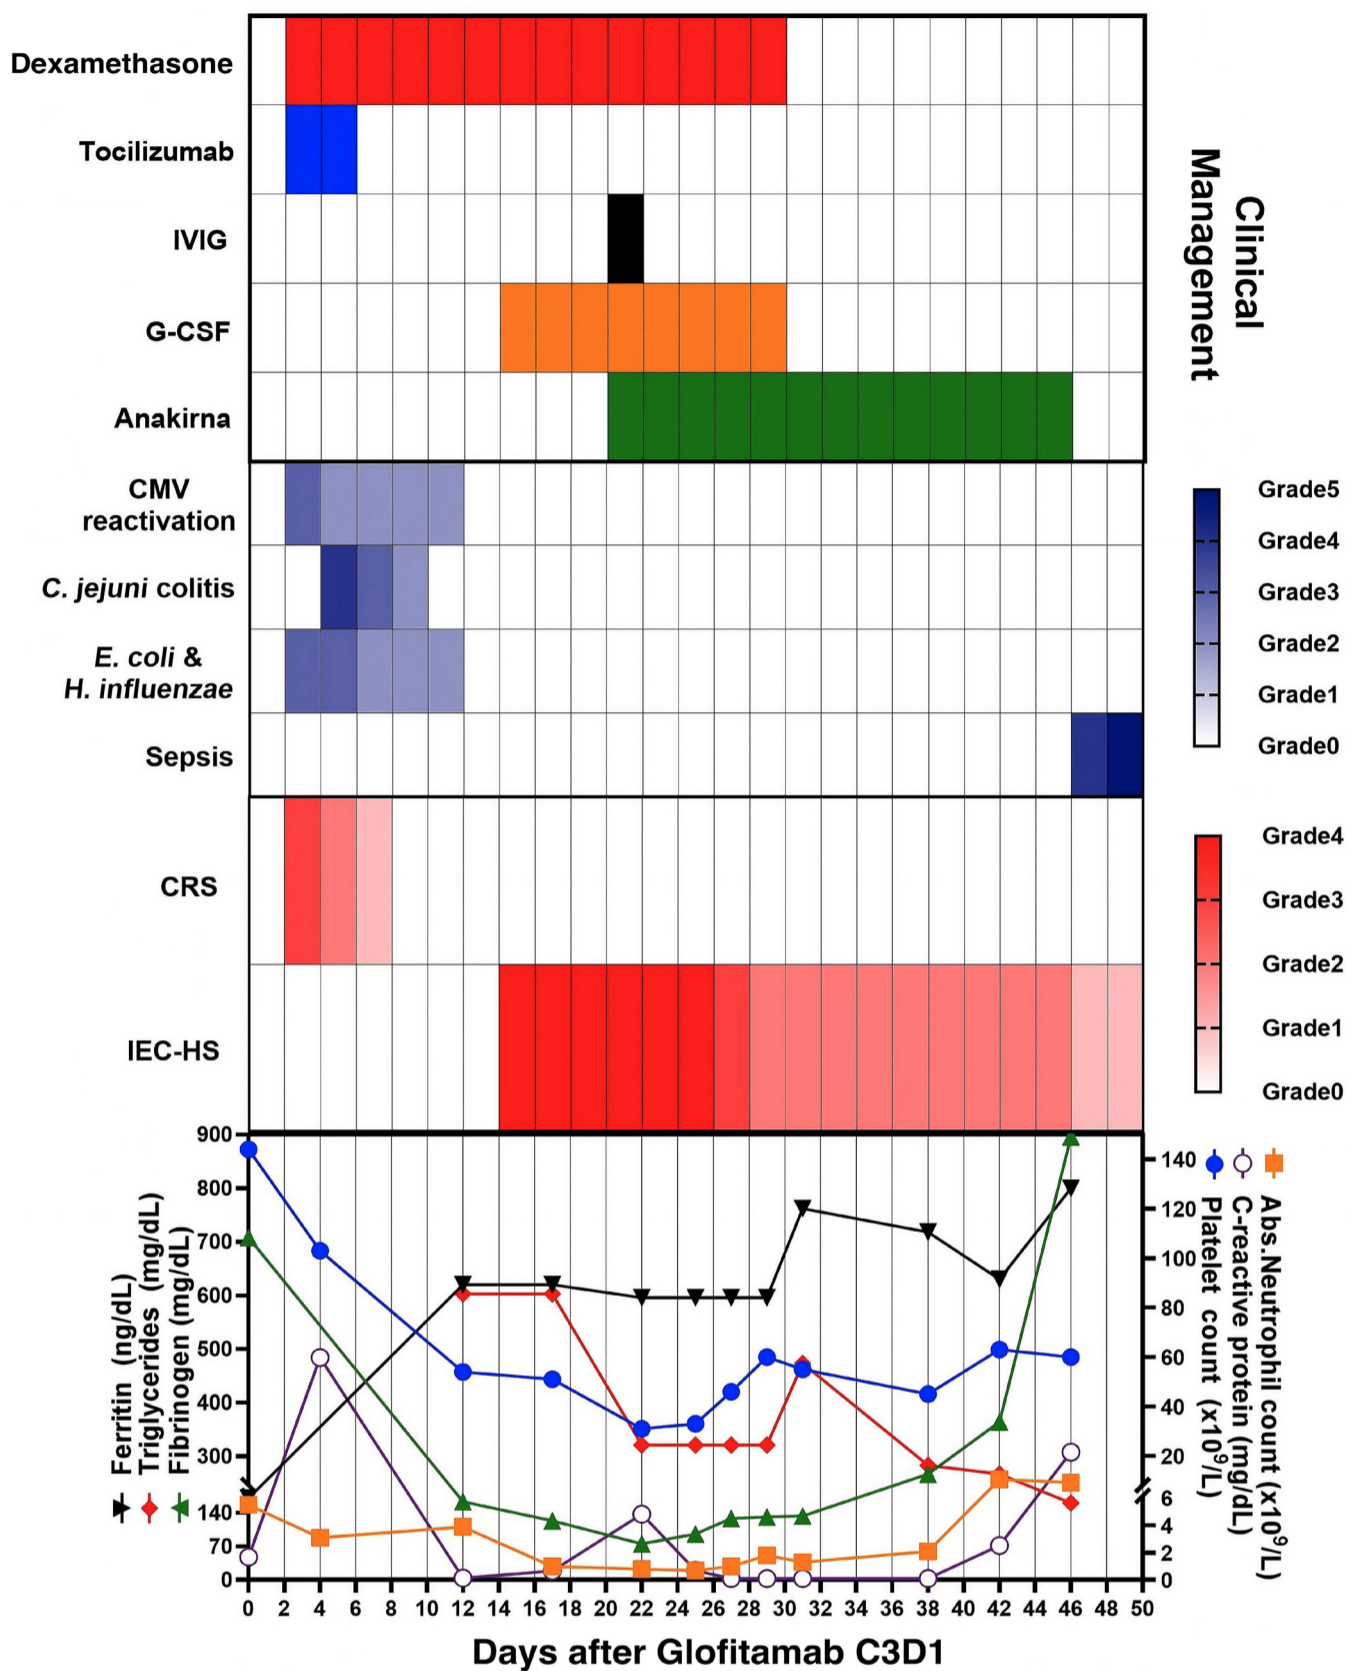 Dexamethasone
Tocilizumab
IVIG
G-CSF
Anakirna
Clinical
Management
CMV
reactivation
C. jejuni colitis
E. coli &
H. influenzae
Sepsis
Grade5
Grade4
Grade3
Grade2
Grade1
Grade0
CRS
IEC-HS
Grade4
Grade3
Grade2
Grade1
Grade0
900
800
700
600
500
400
300
140
70
0
Ferritin (ng/dL)
Triglycerides (mg/dL)
Fibrinogen (mg/dL)
140
120
100
80
60
40
20
6
4
2
0
Abs.Neutrophil count (x10⁹/L)
C-reactive protein (mg/dL)
Platelet count (x10⁹/L)
0 2 4 6 8 10 12 14 16 18 20 22 24 26 28 30 32 34 36 38 40 42 44 46 48 50
Days after Glofitamab C3D1